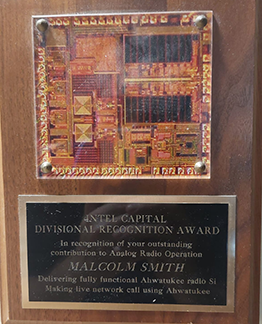 INTEL CAPITAL
DIVISIONAL RECOGNITION AWARD
In recognition of your outstanding
contribution to Analog Radio Operation
MALCOLM SMITH
Delivering fully functional Ahwatukee radio Si
Making live network call using Ahwatukee